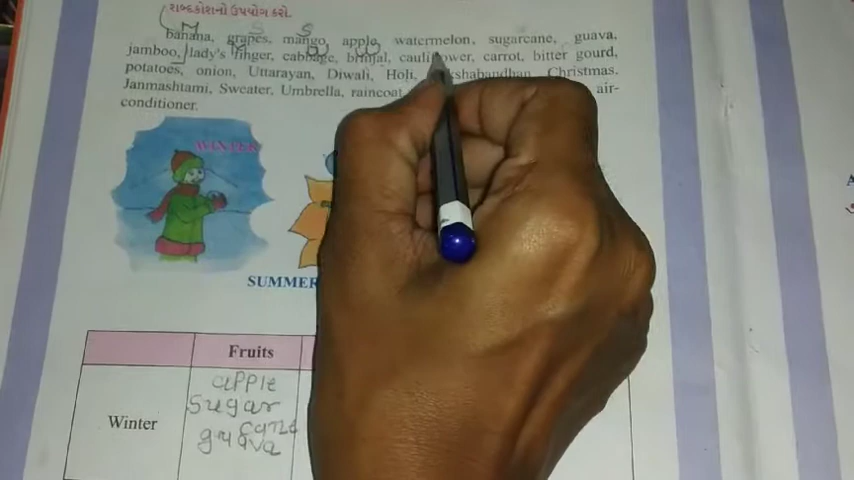 શબ્દકોશનો ઉપયોગ કરો.
M S S
banana, grapes, mango, apple, watermelon, sugarcane, guava,
jamboo, lady's finger, cabbage, brinjal, cauliflower, carrot, bitter gourd,
potatoes, onion, Uttarayan, Diwali, Holi, Christmas.
Janmashtami, Sweater, Umbrella, raincoat air-
conditioner.
WINTER
SUMMER
Fruits
Winter
apple
sugar
cane
guava